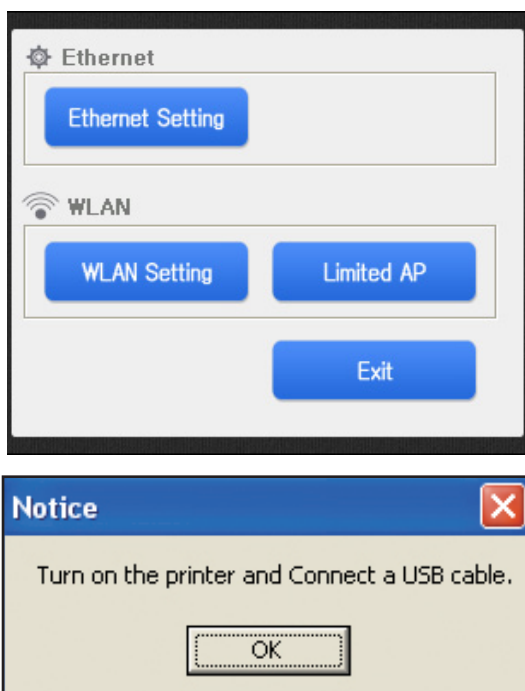 Ethernet
Ethernet Setting
WLAN
WLAN Setting
Limited AP
Exit
Notice
Turn on the printer and Connect a USB cable.
OK